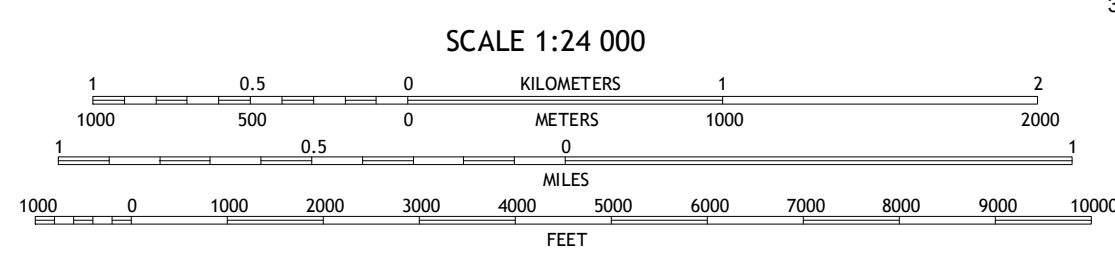 3
SCALE 1:24 000
1 0.5 0 KILOMETERS 1 2
1000 500 0 METERS 1000 2000
1 0.5 0 1
MILES
1000 0 1000 2000 3000 4000 5000 6000 7000 8000 9000 10000
FEET